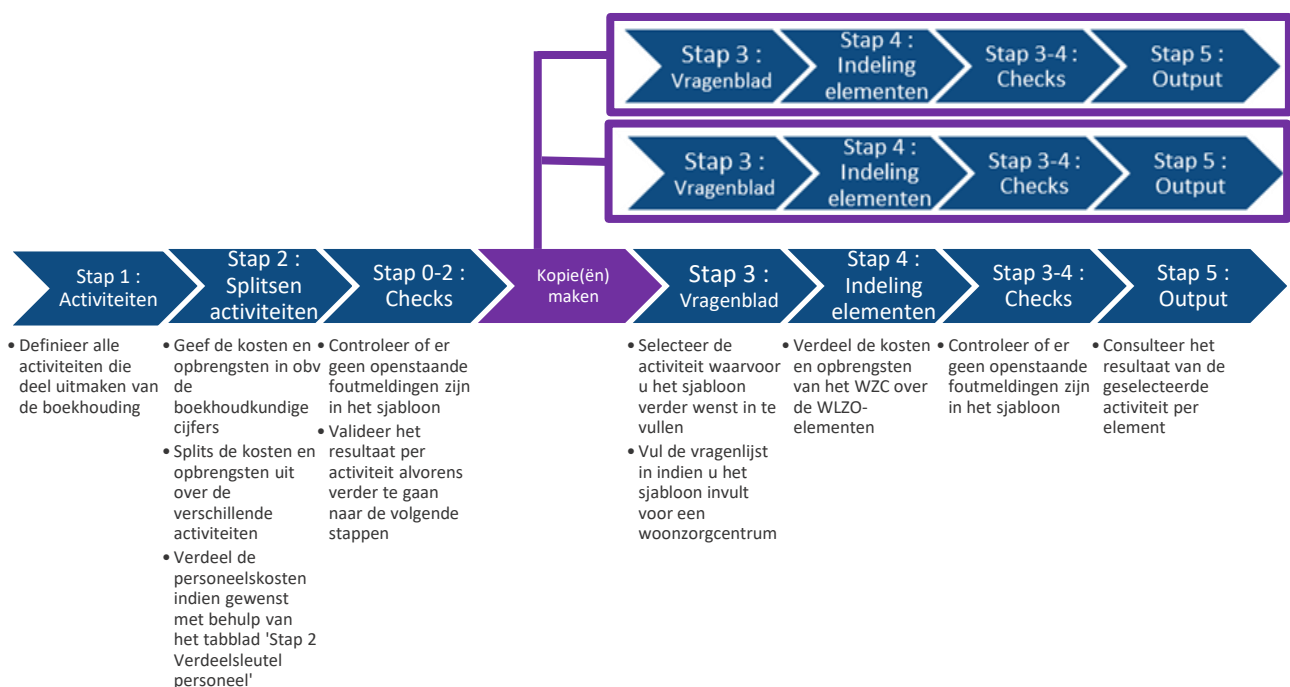 Stap 3 :
Vragenblad
Stap 4 :
Indeling
elementen
Stap 3-4 :
Checks
Stap 5 :
Output
Stap 3 :
Vragenblad
Stap 4 :
Indeling
elementen
Stap 3-4 :
Checks
Stap 5 :
Output
Stap 1 :
Activiteiten
Stap 2 :
Splitsen
activiteiten
Stap 0-2 :
Checks
Kopie(ën)
maken
Stap 3 :
Vragenblad
Stap 4 :
Indeling
elementen
Stap 3-4 :
Checks
Stap 5 :
Output
• Definieer alle
activiteiten die
deel uitmaken van
de boekhouding
• Geef de kosten en
opbrengsten in obv
de
boekhoudkundige
cijfers
• Splits de kosten en
opbrengsten uit
over de
verschillende
activiteiten
• Verdeel de
personeelskosten
indien gewenst
met behulp van
het tabblad 'Stap 2
Verdeelsleutel
personeel'
• Controleer of er
geen openstaande
foutmeldingen zijn
in het sjabloon
• Valideer het
resultaat per
activiteit alvorens
verder te gaan
naar de volgende
stappen
• Selecteer de
activiteit waarvoor
u het sjabloon
verder wenst in te
vullen
• Vul de vragenlijst
in indien u het
sjabloon invult
voor een
woonzorgcentrum
• Verdeel de kosten
en opbrengsten
van het WZC over
de WLZO-
elementen
• Controleer of er
geen openstaande
foutmeldingen zijn
in het sjabloon
• Consulteer het
resultaat van de
geselecteerde
activiteit per
element